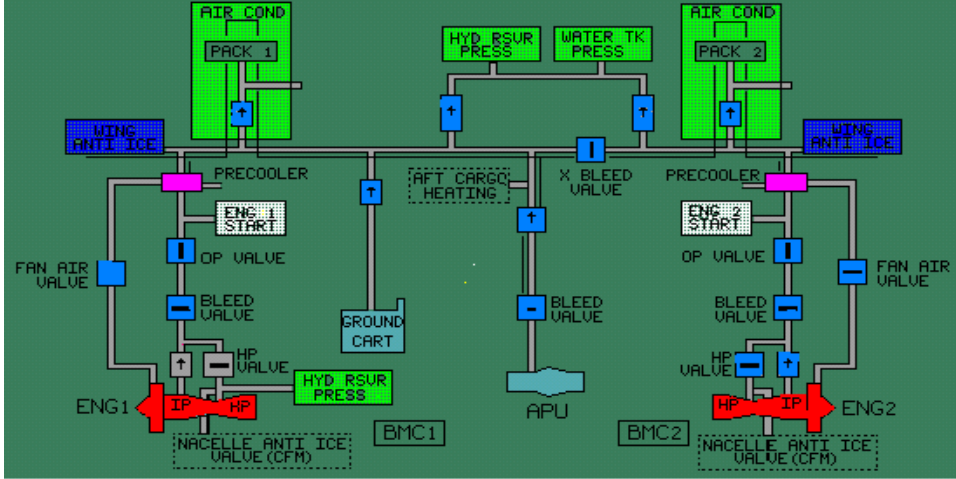 AIR COND
PACK 1
HYD RSVR
PRESS
WATER TK
PRESS
AIR COND
PACK 2
WING
ANTI ICE
WING
ANTI ICE
PRECOOLER
AFT CARGO
HEATING
X BLEED
VALVE
PRECOOLER
ENG 1
START
ENG 2
START
OP VALVE
OP VALVE
FAN AIR
VALVE
FAN AIR
VALVE
BLEED
VALVE
GROUND
CART
BLEED
VALVE
BLEED
VALVE
HP
VALVE
HP
VALVE
HYD RSVR
PRESS
ENG1
IP
HP
APU
HP
IP
ENG2
BMC1
BMC2
NACELLE ANTI ICE
VALVE(CFM)
NACELLE ANTI ICE
VALVE(CFM)